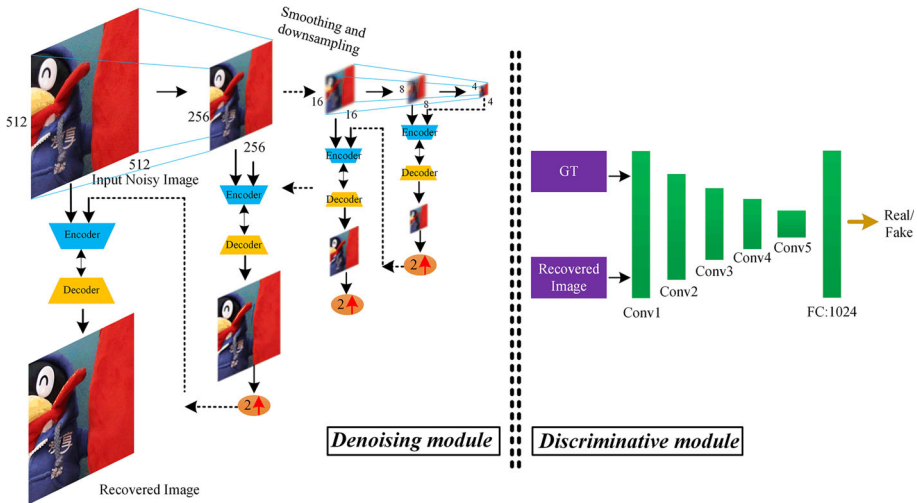 Smoothing and
downsampling
512
512
Input Noisy Image
256
256
16
16
8
8
4
4
Encoder
Decoder
Encoder
Decoder
2
Encoder
Decoder
2
Encoder
Decoder
2
Recovered Image
Denoising module
GT
Recovered
Image
Conv1
Conv2
Conv3
Conv4
Conv5
FC:1024
Real/
Fake
Discriminative module